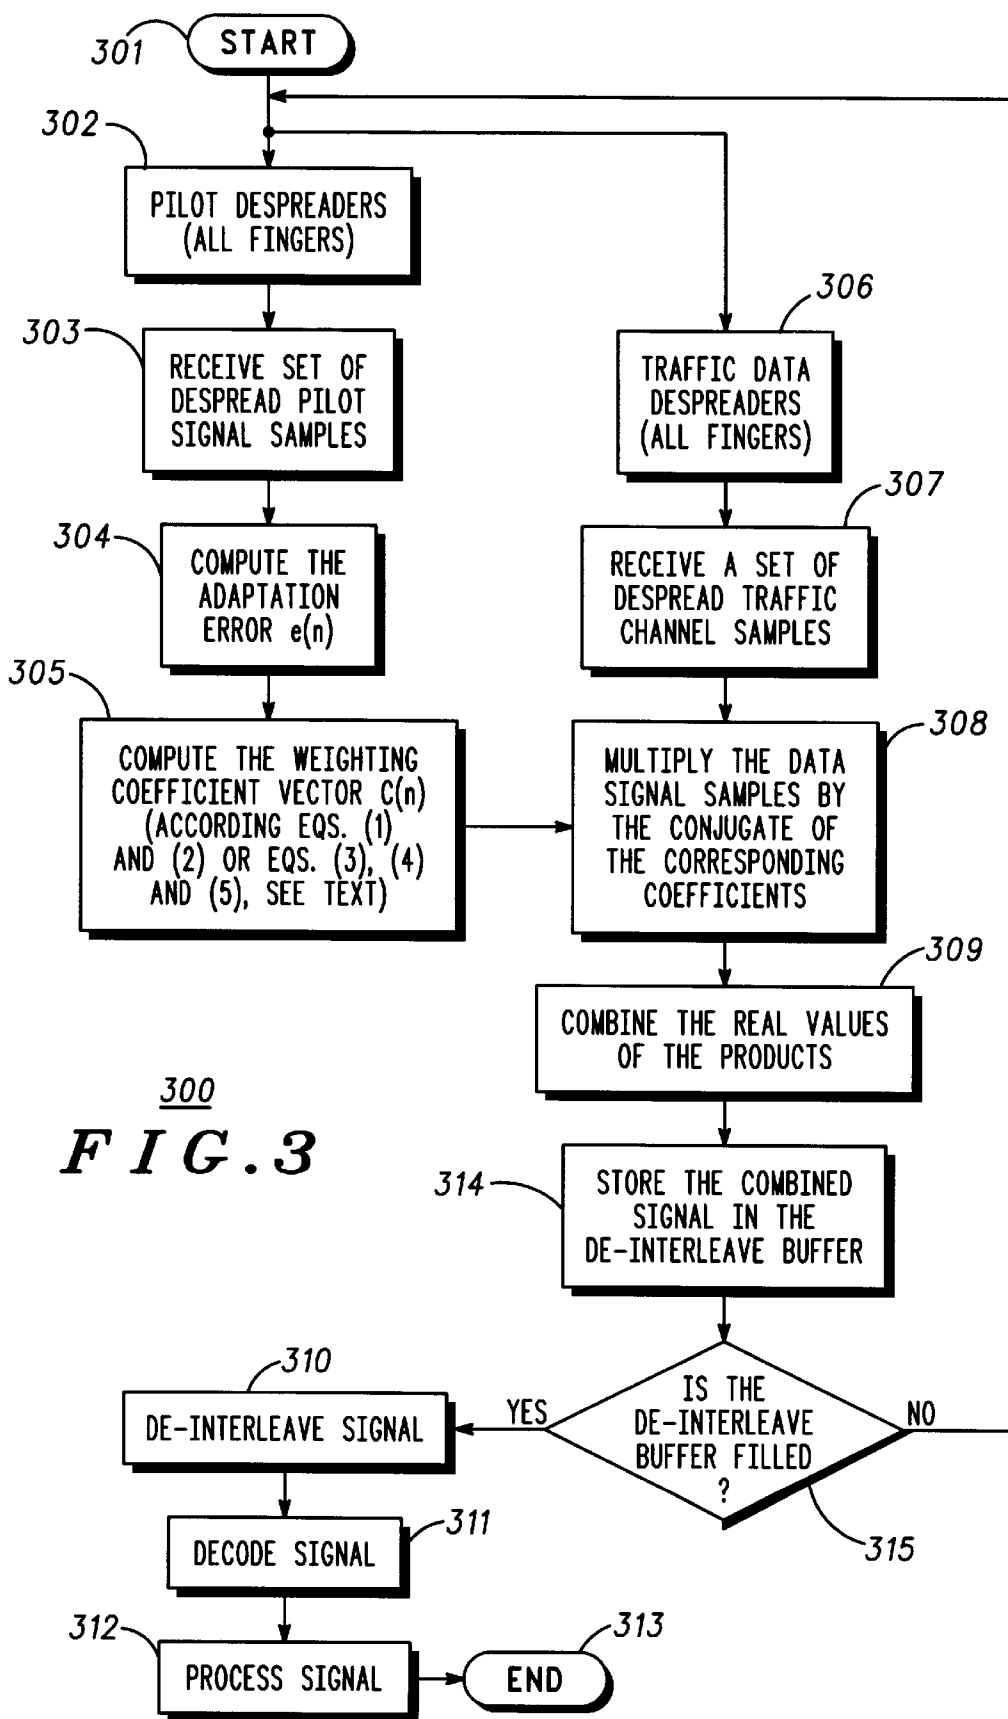 301
START
302
PILOT DESPREADERS
(ALL FINGERS)
303
RECEIVE SET OF
DESPREAD PILOT
SIGNAL SAMPLES
304
COMPUTE THE
ADAPTATION
ERROR e(n)
305
COMPUTE THE WEIGHTING
COEFFICIENT VECTOR C(n)
(ACCORDING EQS. (1)
AND (2) OR EQS. (3), (4)
AND (5), SEE TEXT)
306
TRAFFIC DATA
DESPREADERS
(ALL FINGERS)
307
RECEIVE A SET OF
DESPREAD TRAFFIC
CHANNEL SAMPLES
308
MULTIPLY THE DATA
SIGNAL SAMPLES BY
THE CONJUGATE OF
THE CORRESPONDING
COEFFICIENTS
309
COMBINE THE REAL VALUES
OF THE PRODUCTS
300
FIG.3
314
STORE THE COMBINED
SIGNAL IN THE
DE-INTERLEAVE BUFFER
IS THE
DE-INTERLEAVE
BUFFER FILLED
?
315
YES
NO
310
DE-INTERLEAVE SIGNAL
311
DECODE SIGNAL
312
PROCESS SIGNAL
313
END